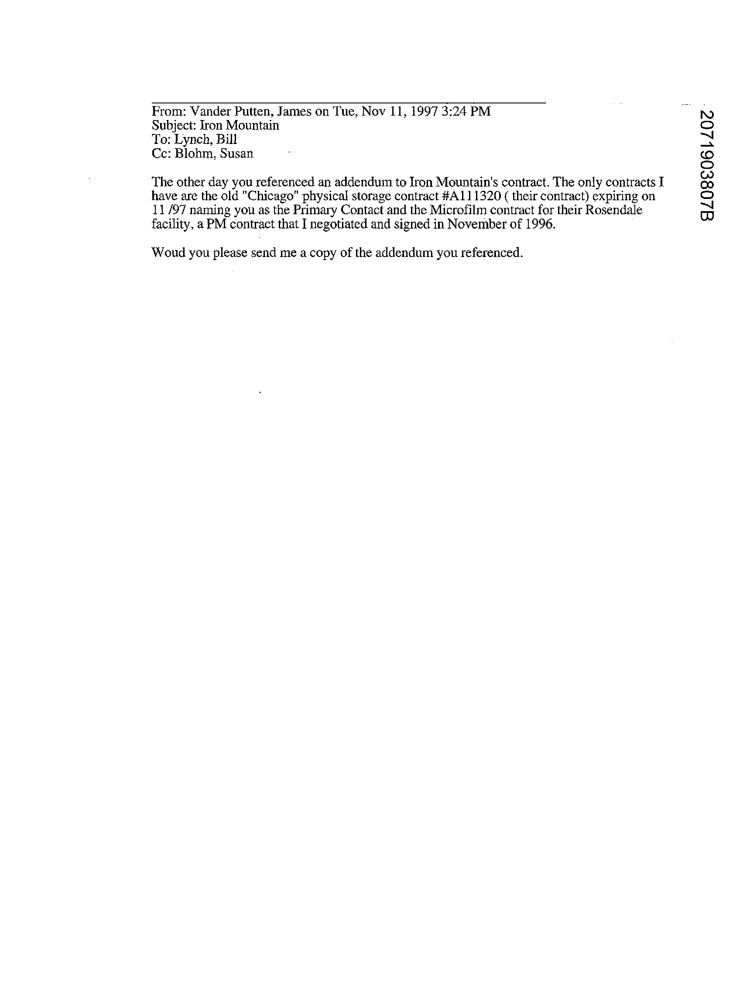 From: Vander Putten, James on Tue, Nov 11, 1997 3:24 PM
Subject: Iron Mountain
To: Lynch, Bill
Cc: Blohm, Susan
The other day you referenced an addendum to Iron Mountain's contract. The only contracts I
have are the old "Chicago" physical storage contract #A111320 ( their contract) expiring on
11 /97 naming you as the Primary Contact and the Microfilm contract for their Rosendale
facility, a PM contract that I negotiated and signed in November of 1996.
Woud you please send me a copy of the addendum you referenced.
2071903807B